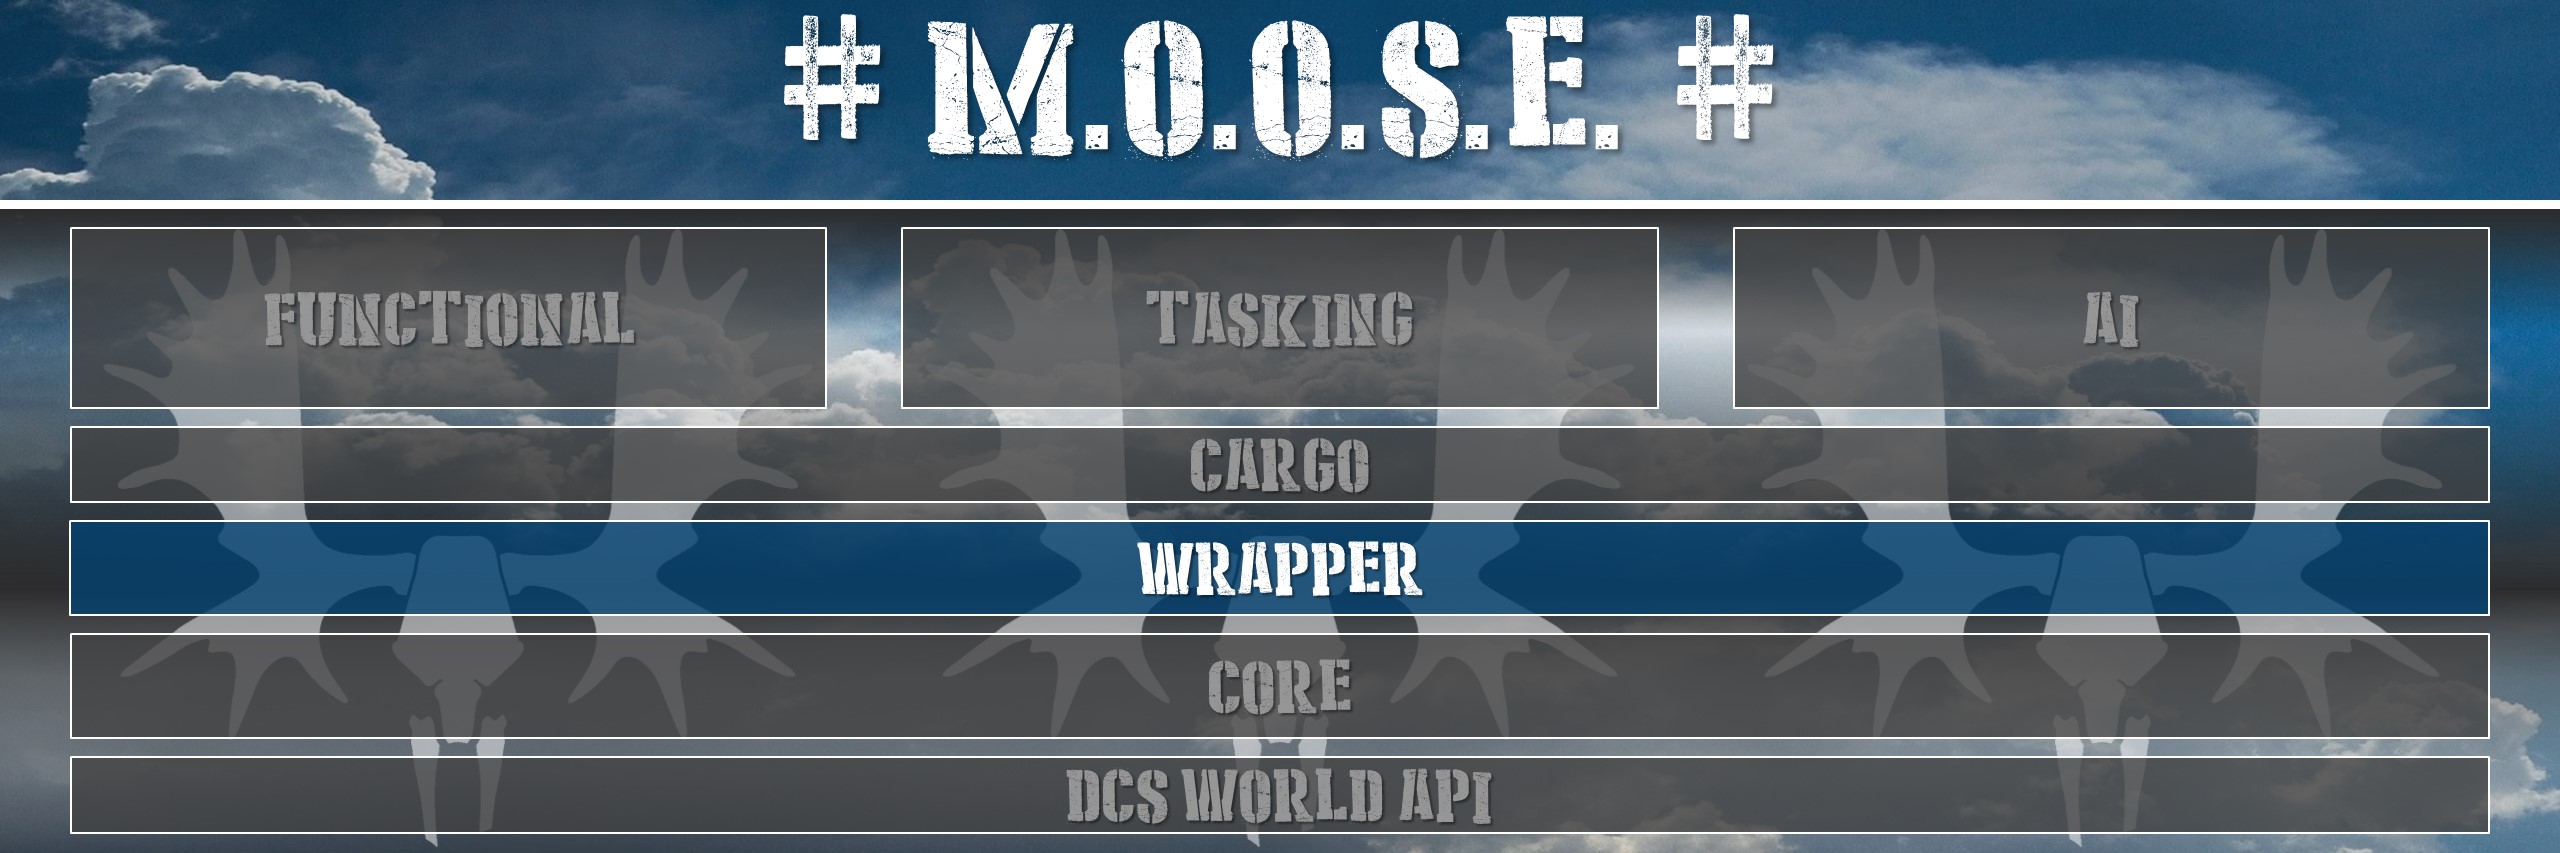 # M.O.O.S.E. #
FUNCTIONAL TASKING AI
CARGO
WRAPPER
CORE
DCS WORLD API